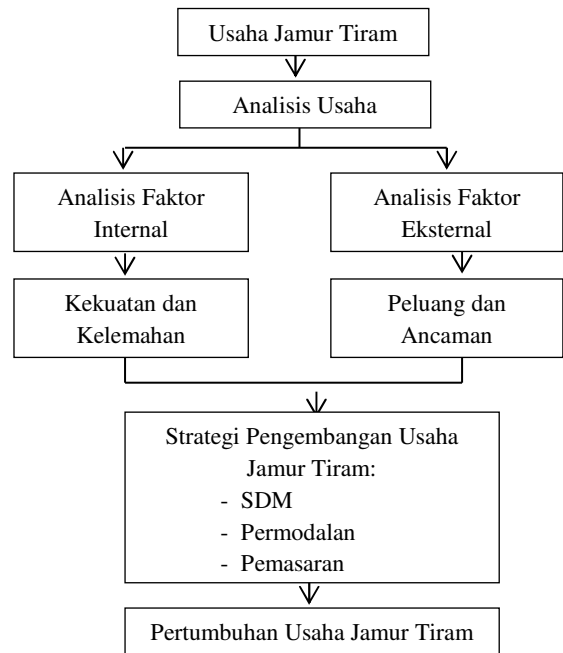 Usaha Jamur Tiram
Analisis Usaha
Analisis Faktor
Internal
Analisis Faktor
Eksternal
Kekuatan dan
Kelemahan
Peluang dan
Ancaman
Strategi Pengembangan Usaha
Jamur Tiram:
- SDM
- Permodalan
- Pemasaran
Pertumbuhan Usaha Jamur Tiram